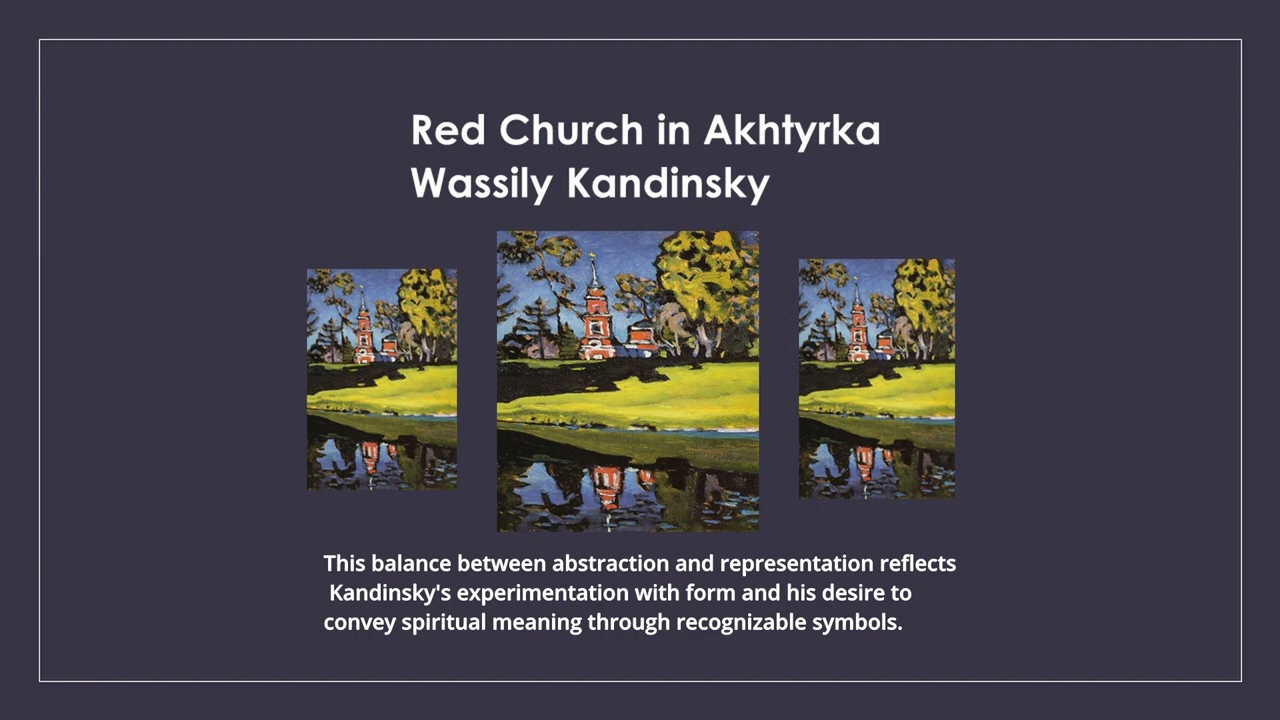 Red Church in Akhtyrka
Wassily Kandinsky
This balance between abstraction and representation reflects
Kandinsky's experimentation with form and his desire to
convey spiritual meaning through recognizable symbols.